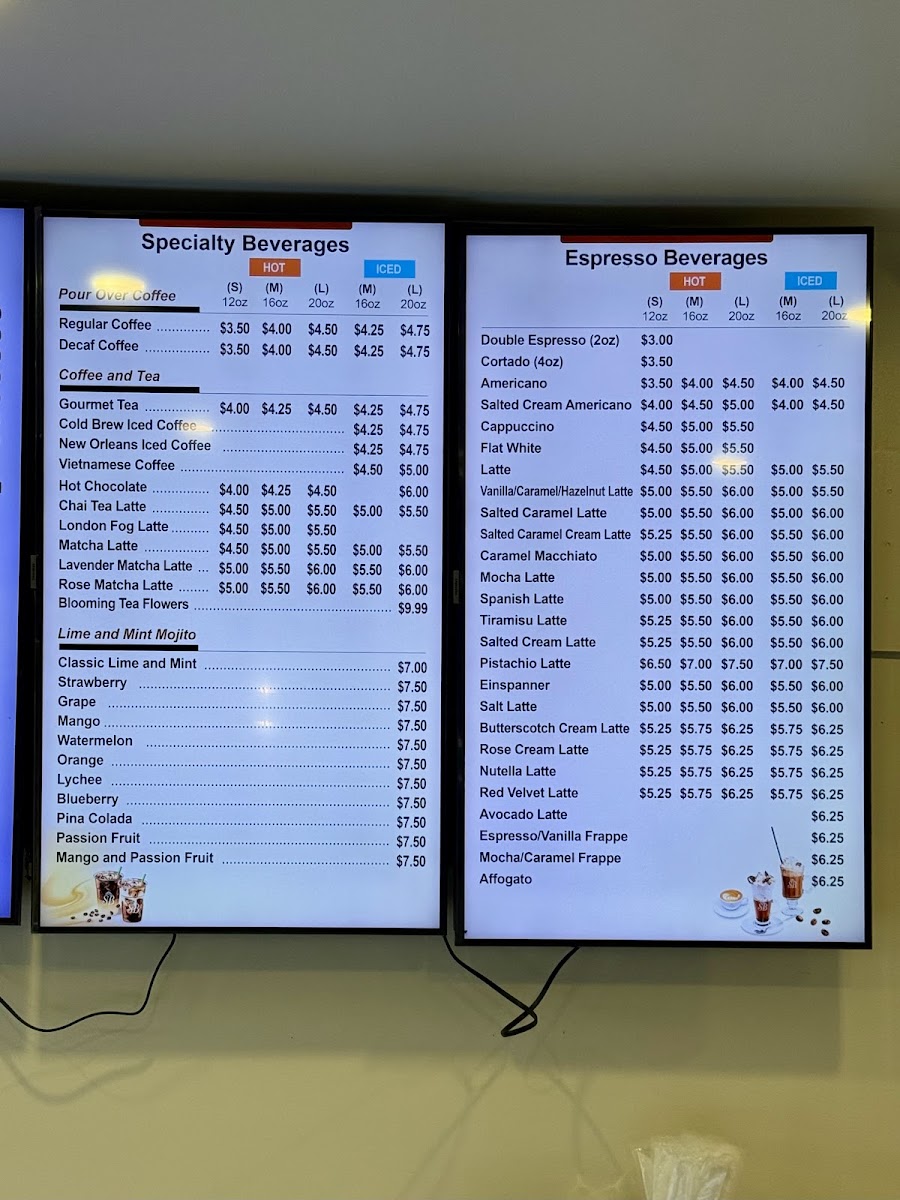 Specialty Beverages
HOT ICED
(S) (M) (L) (M) (L)
Pour Over Coffee 12oz 16oz 20oz 16oz 20oz
Regular Coffee .............. $3.50 $4.00 $4.50 $4.25 $4.75
Decaf Coffee ................. $3.50 $4.00 $4.50 $4.25 $4.75
Coffee and Tea
Gourmet Tea ................. $4.00 $4.25 $4.50 $4.25 $4.75
Cold Brew Iced Coffee ................................... $4.25 $4.75
New Orleans Iced Coffee ................................ $4.25 $4.75
Vietnamese Coffee ........................................... $4.50 $5.00
Hot Chocolate ............... $4.00 $4.25 $4.50 $6.00
Chai Tea Latte ............... $4.50 $5.00 $5.50 $5.00 $5.50
London Fog Latte .......... $4.50 $5.00 $5.50
Matcha Latte ................. $4.50 $5.00 $5.50 $5.00 $5.50
Lavender Matcha Latte ... $5.00 $5.50 $6.00 $5.50 $6.00
Rose Matcha Latte ........ $5.00 $5.50 $6.00 $5.50 $6.00
Blooming Tea Flowers .................................................... $9.99
Lime and Mint Mojito
Classic Lime and Mint ................................................. $7.00
Strawberry ................................................................. $7.50
Grape ......................................................................... $7.50
Mango ......................................................................... $7.50
Watermelon ................................................................ $7.50
Orange ....................................................................... $7.50
Lychee ........................................................................ $7.50
Blueberry .................................................................... $7.50
Pina Colada ................................................................ $7.50
Passion Fruit ............................................................... $7.50
Mango and Passion Fruit ............................................ $7.50
SB SB
Espresso Beverages
HOT ICED
(S) (M) (L) (M) (L)
12oz 16oz 20oz 16oz 20oz
Double Espresso (2oz) $3.00
Cortado (4oz) $3.50
Americano $3.50 $4.00 $4.50 $4.00 $4.50
Salted Cream Americano $4.00 $4.50 $5.00 $4.00 $4.50
Cappuccino $4.50 $5.00 $5.50
Flat White $4.50 $5.00 $5.50
Latte $4.50 $5.00 $5.50 $5.00 $5.50
Vanilla/Caramel/Hazelnut Latte $5.00 $5.50 $6.00 $5.00 $5.50
Salted Caramel Latte $5.00 $5.50 $6.00 $5.50 $6.00
Salted Caramel Cream Latte $5.25 $5.50 $6.00 $5.50 $6.00
Caramel Macchiato $5.00 $5.50 $6.00 $5.50 $6.00
Mocha Latte $5.00 $5.50 $6.00 $5.50 $6.00
Spanish Latte $5.00 $5.50 $6.00 $5.50 $6.00
Tiramisu Latte $5.25 $5.50 $6.00 $5.50 $6.00
Salted Cream Latte $5.25 $5.50 $6.00 $5.50 $6.00
Pistachio Latte $6.50 $7.00 $7.50 $7.00 $7.50
Einspanner $5.00 $5.50 $6.00 $5.50 $6.00
Salt Latte $5.00 $5.50 $6.00 $5.50 $6.00
Butterscotch Cream Latte $5.25 $5.75 $6.25 $5.75 $6.25
Rose Cream Latte $5.25 $5.75 $6.25 $5.75 $6.25
Nutella Latte $5.25 $5.75 $6.25 $5.75 $6.25
Red Velvet Latte $5.25 $5.75 $6.25 $5.75 $6.25
Avocado Latte $6.25
Espresso/Vanilla Frappe $6.25
Mocha/Caramel Frappe $6.25
Affogato $6.25
SB SB